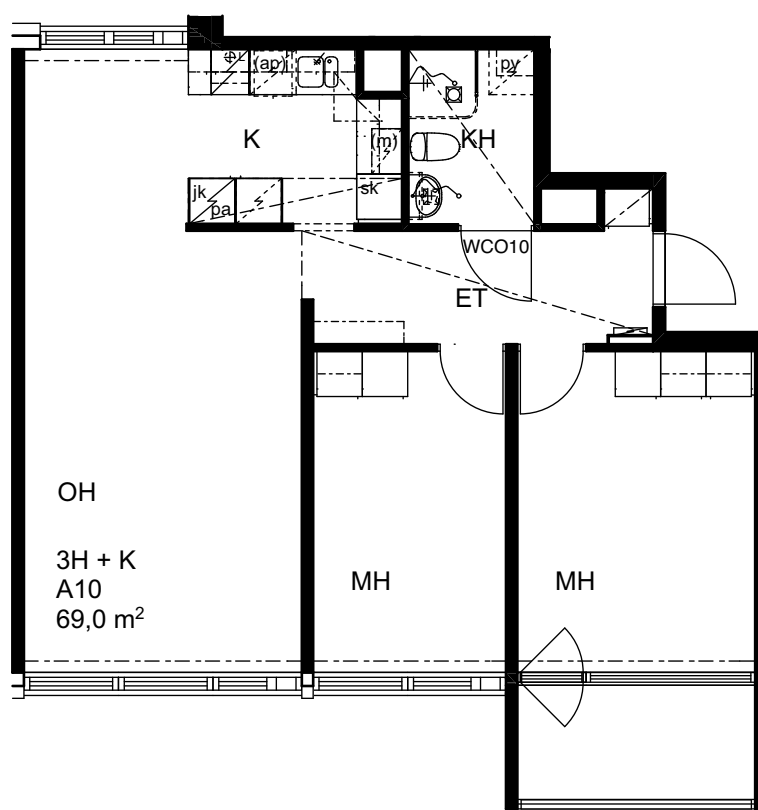 (ap)
py
K
(m)
KH
jk
pa
sk
WCO10
ET
OH
3H + K
A10
69,0 m²
MH
MH